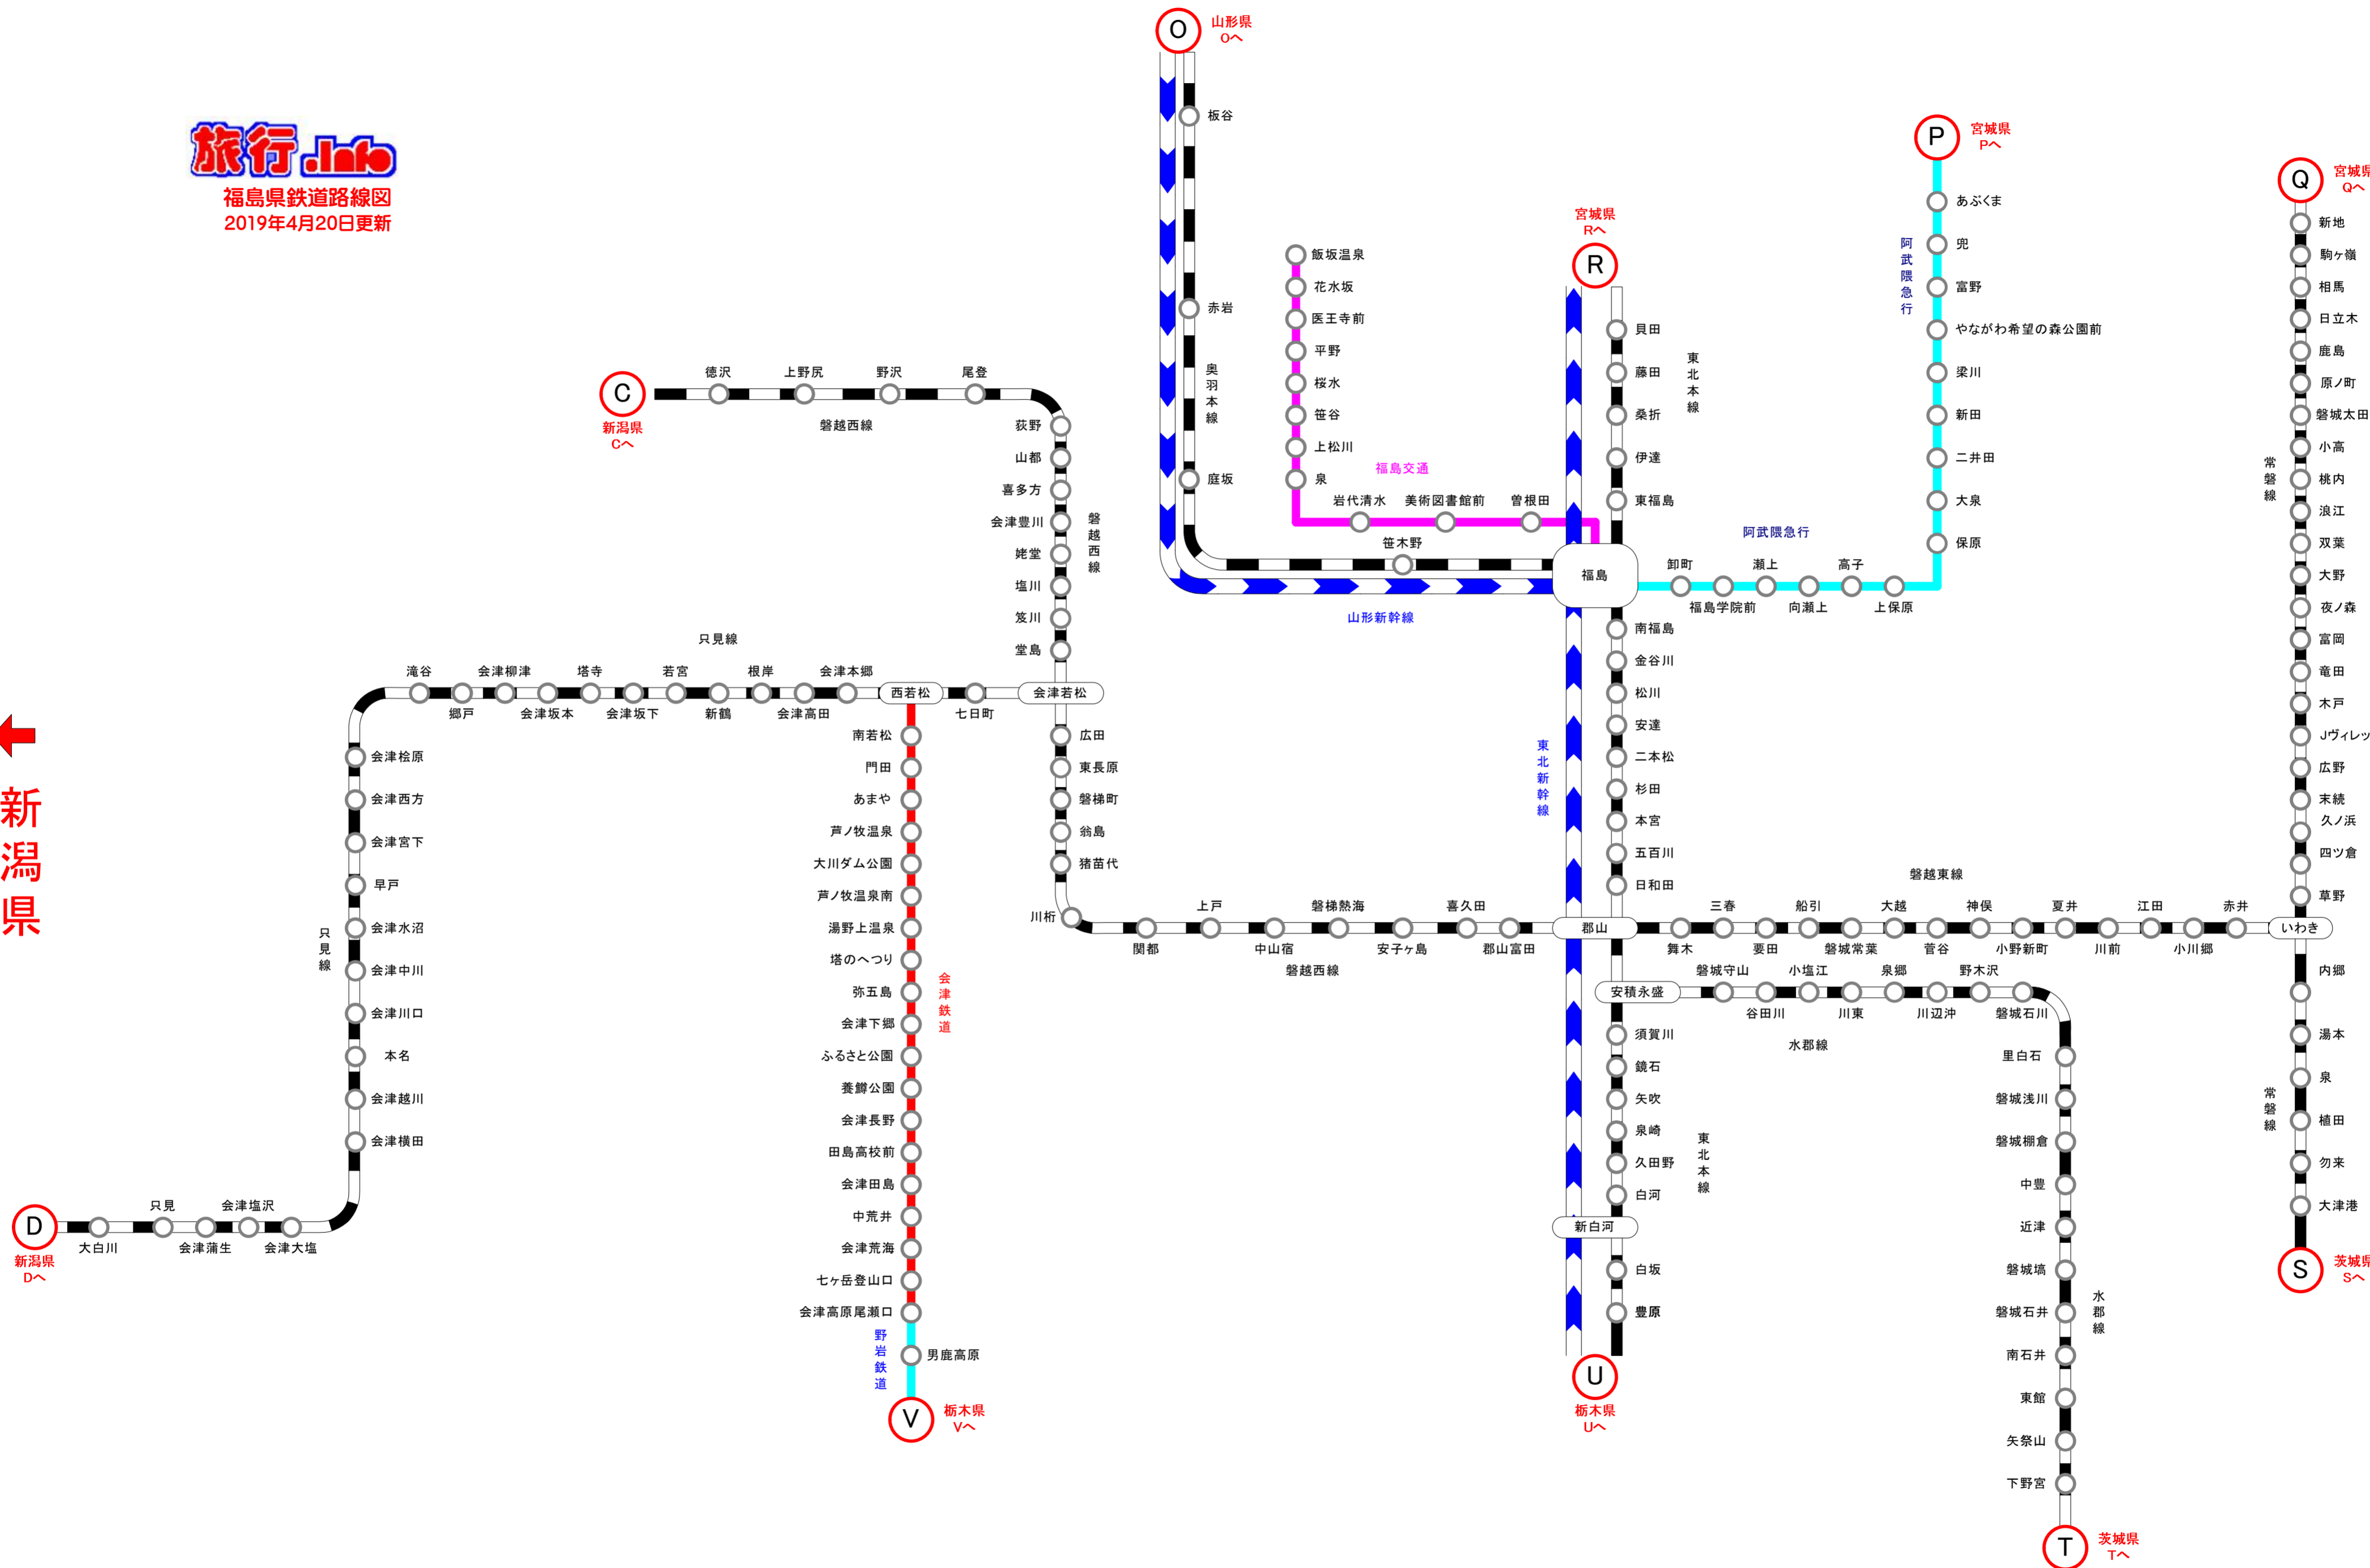 旅行.Info
福島県鉄道路線図
2019年4月20日更新
新潟県
O
山形県
Oへ
板谷
赤岩
庭坂
奥羽本線
笹木野
山形新幹線
飯坂温泉
花水坂
医王寺前
平野
桜水
笹谷
上松川
泉
福島交通
岩代清水
美術図書館前
曽根田
宮城県
Rへ
R
貝田
藤田
桑折
伊達
東福島
東北本線
福島
P
宮城県
Pへ
あぶくま
兜
富野
やながわ希望の森公園前
梁川
新田
二井田
大泉
保原
阿武隈急行
阿武隈急行
卸町
福島学院前
瀬上
向瀬上
高子
上保原
C
新潟県
Cへ
徳沢
上野尻
野沢
尾登
磐越西線
荻野
山都
喜多方
会津豊川
姥堂
塩川
笈川
堂島
磐越西線
只見線
滝谷
郷戸
会津柳津
会津坂本
塔寺
会津坂下
若宮
新鶴
根岸
会津高田
会津本郷
西若松
七日町
会津若松
会津桧原
会津西方
会津宮下
早戸
会津水沼
会津中川
会津川口
本名
会津越川
会津横田
只見線
D
新潟県
Dへ
大白川
只見
会津蒲生
会津塩沢
会津大塩
南若松
門田
あまや
芦ノ牧温泉
大川ダム公園
芦ノ牧温泉南
湯野上温泉
塔のへつり
弥五島
会津下郷
ふるさと公園
養鱒公園
会津長野
田島高校前
会津田島
中荒井
会津荒海
七ヶ岳登山口
会津高原尾瀬口
会津鉄道
野岩鉄道
男鹿高原
V
栃木県
Vへ
広田
東長原
磐梯町
翁島
猪苗代
川桁
関都
上戸
中山宿
磐梯熱海
安子ヶ島
喜久田
郡山富田
磐越西線
南福島
金谷川
松川
安達
二本松
杉田
本宮
五百川
日和田
東北新幹線
郡山
磐越東線
舞木
三春
要田
船引
磐城常葉
大越
菅谷
神俣
小野新町
夏井
川前
江田
小川郷
赤井
いわき
安積永盛
磐城守山
谷田川
小塩江
川東
泉郷
川辺沖
野木沢
磐城石川
水郡線
里白石
磐城浅川
磐城棚倉
中豊
近津
磐城塙
磐城石井
南石井
東館
矢祭山
下野宮
水郡線
T
茨城県
Tへ
須賀川
鏡石
矢吹
泉崎
久田野
白河
東北本線
新白河
白坂
豊原
U
栃木県
Uへ
Q
宮城県
Qへ
新地
駒ヶ嶺
相馬
日立木
鹿島
原ノ町
磐城太田
小高
桃内
浪江
双葉
大野
夜ノ森
富岡
竜田
木戸
Jヴィレッ
広野
末続
久ノ浜
四ツ倉
草野
常磐線
内郷
湯本
泉
植田
勿来
大津港
常磐線
S
茨城県
Sへ